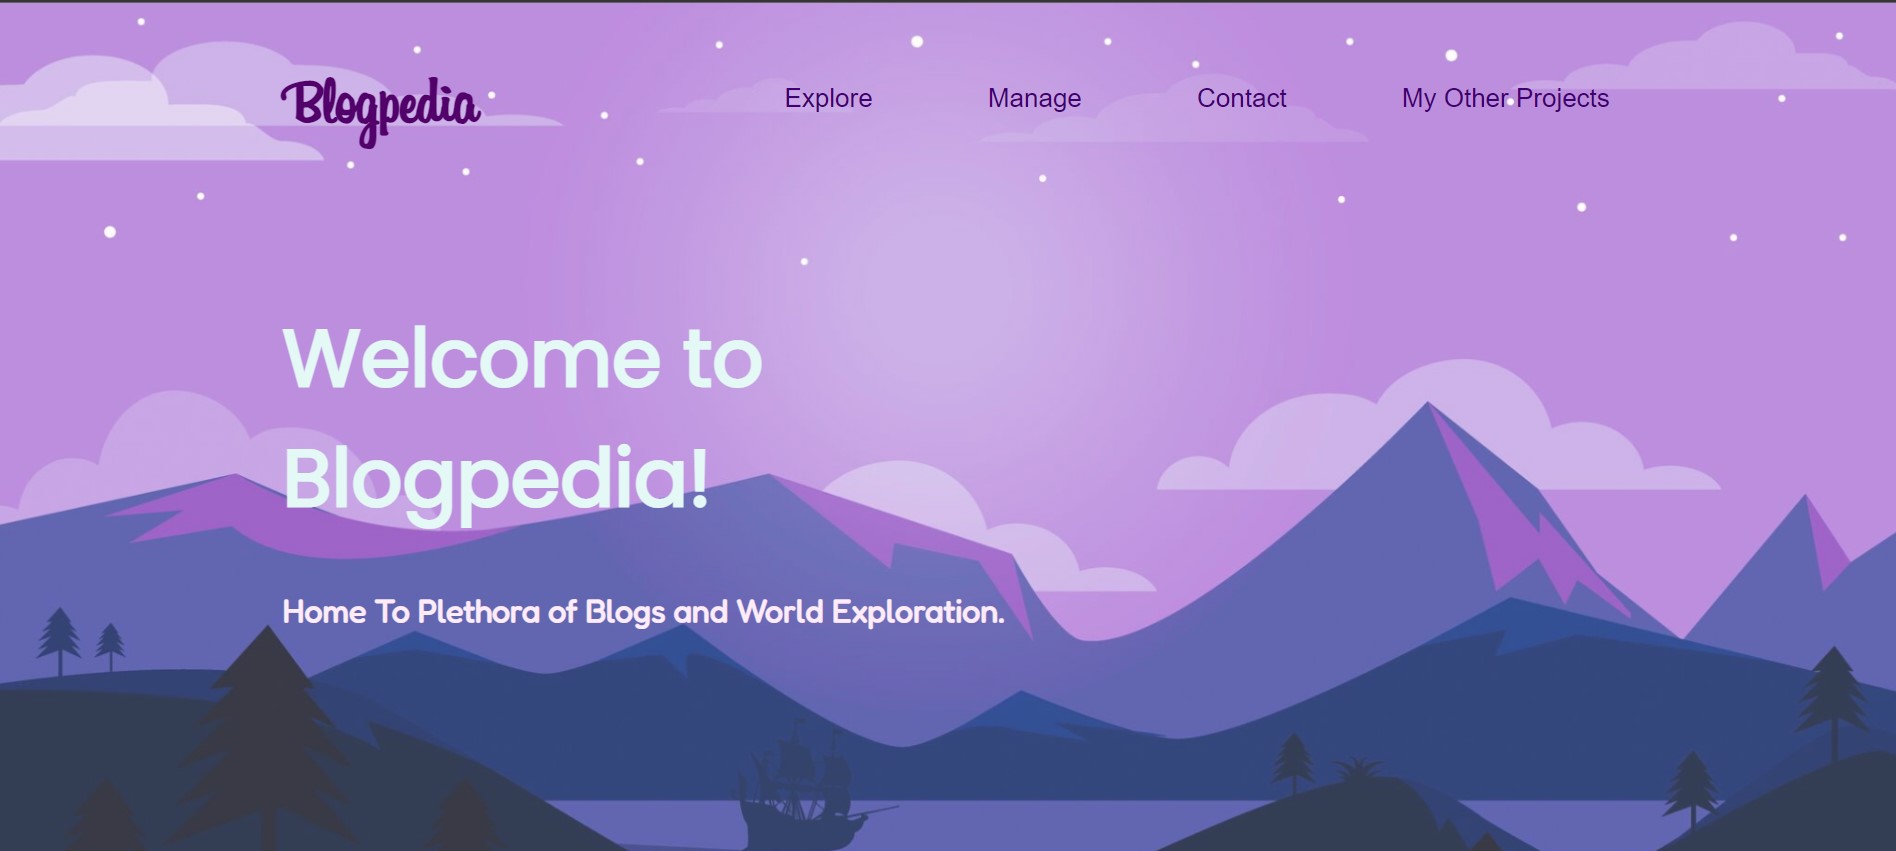 Blogpedia
Explore Manage Contact My Other Projects
Welcome to
Blogpedia!
Home To Plethora of Blogs and World Exploration.